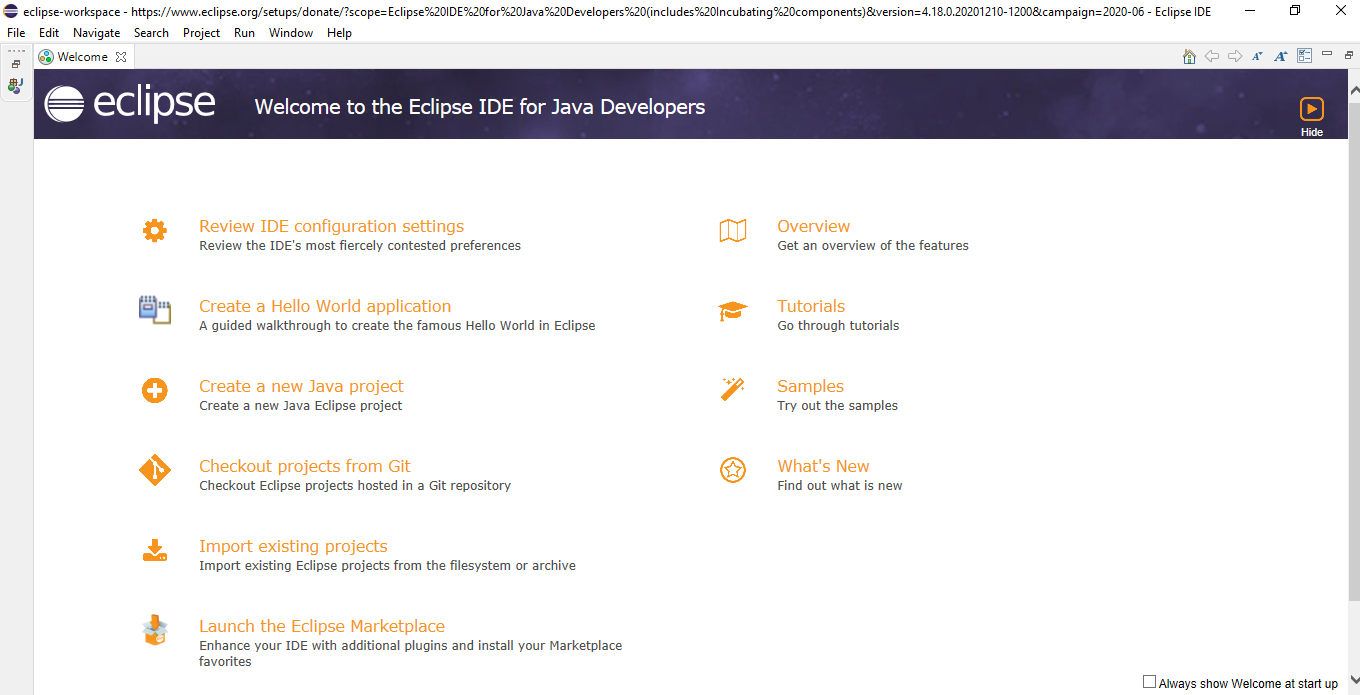 eclipse-workspace - https://www.eclipse.org/setups/donate/?scope=Eclipse%20IDE%20for%20Java%20Developers%20(includes%20Incubating%20components)&version=4.18.0.20201210-1200&campaign=2020-06 - Eclipse IDE
File Edit Navigate Search Project Run Window Help
Welcome
eclipse Welcome to the Eclipse IDE for Java Developers
Hide
Review IDE configuration settings
Review the IDE's most fiercely contested preferences
Create a Hello World application
A guided walkthrough to create the famous Hello World in Eclipse
Create a new Java project
Create a new Java Eclipse project
Checkout projects from Git
Checkout Eclipse projects hosted in a Git repository
Import existing projects
Import existing Eclipse projects from the filesystem or archive
Launch the Eclipse Marketplace
Enhance your IDE with additional plugins and install your Marketplace
favorites
Overview
Get an overview of the features
Tutorials
Go through tutorials
Samples
Try out the samples
What's New
Find out what is new
Always show Welcome at start up